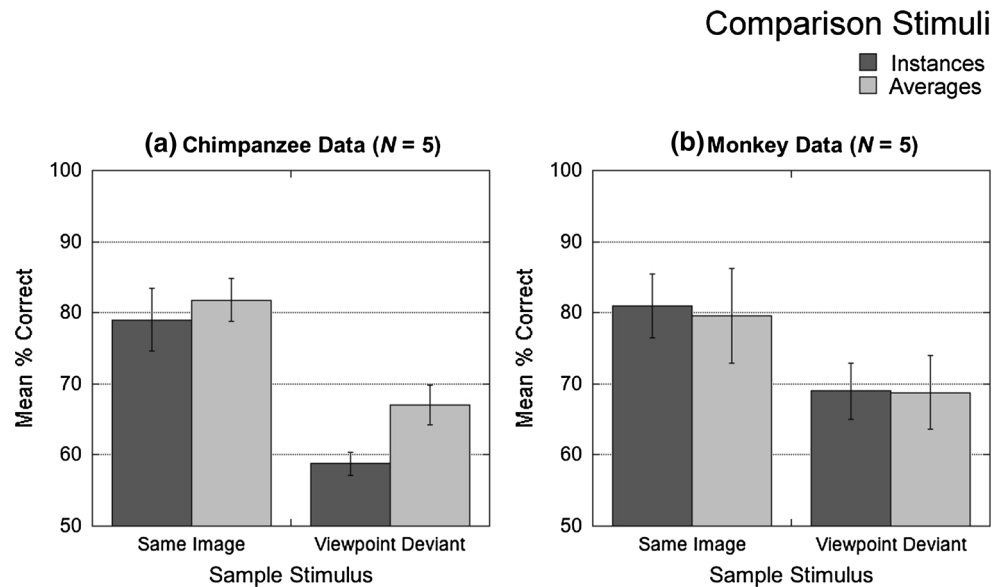 Comparison Stimuli
Instances
Averages
(a) Chimpanzee Data (N = 5)
100
90
80
70
60
50
Mean % Correct
Same Image
Viewpoint Deviant
Sample Stimulus
(b) Monkey Data (N = 5)
100
90
80
70
60
50
Mean % Correct
Same Image
Viewpoint Deviant
Sample Stimulus